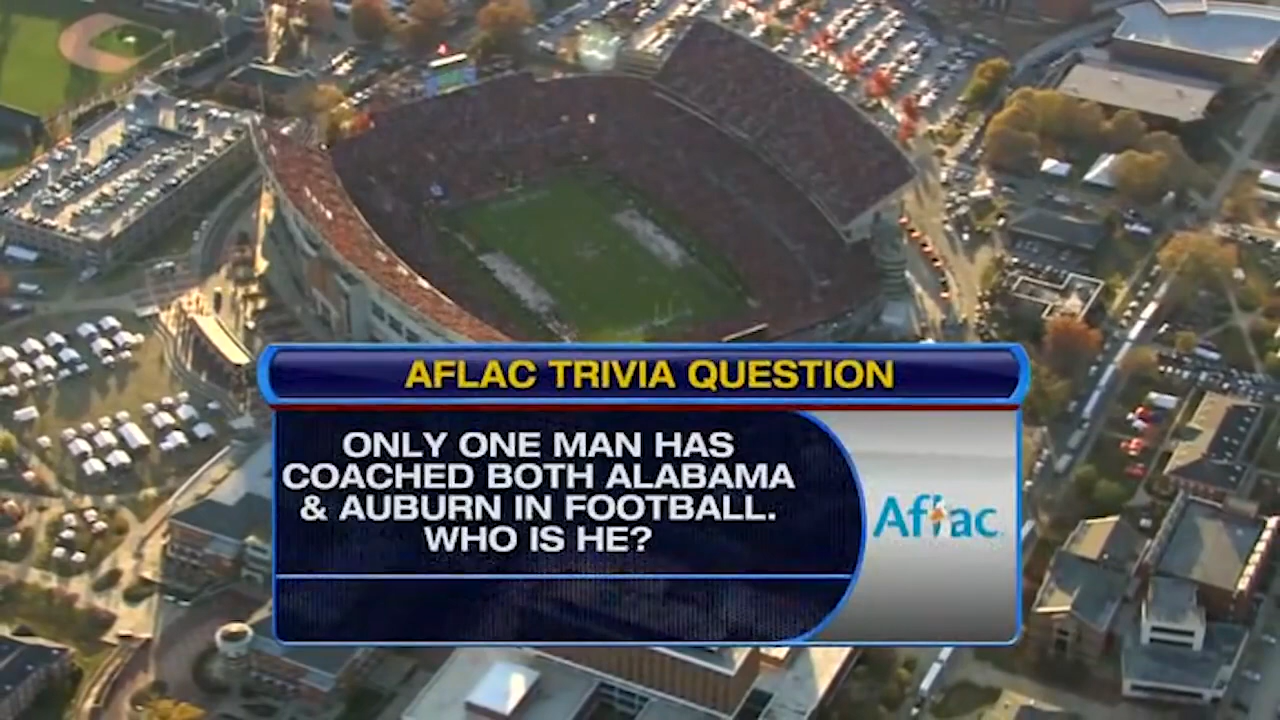 AFLAC TRIVIA QUESTION
ONLY ONE MAN HAS
COACHED BOTH ALABAMA
& AUBURN IN FOOTBALL.
WHO IS HE?
Aflac